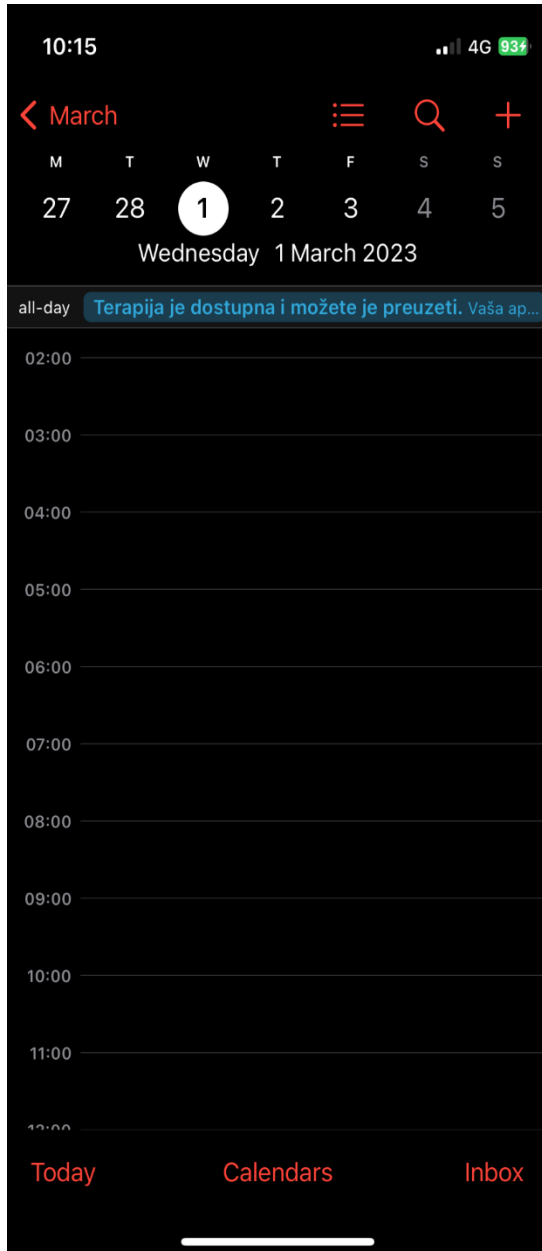 10:15 4G 93
March
M T W T F S S
27 28 1 2 3 4 5
Wednesday 1 March 2023
all-day Terapija je dostupna i možete je preuzeti. Vaša ap...
02:00
03:00
04:00
05:00
06:00
07:00
08:00
09:00
10:00
11:00
12:00
Today Calendars Inbox